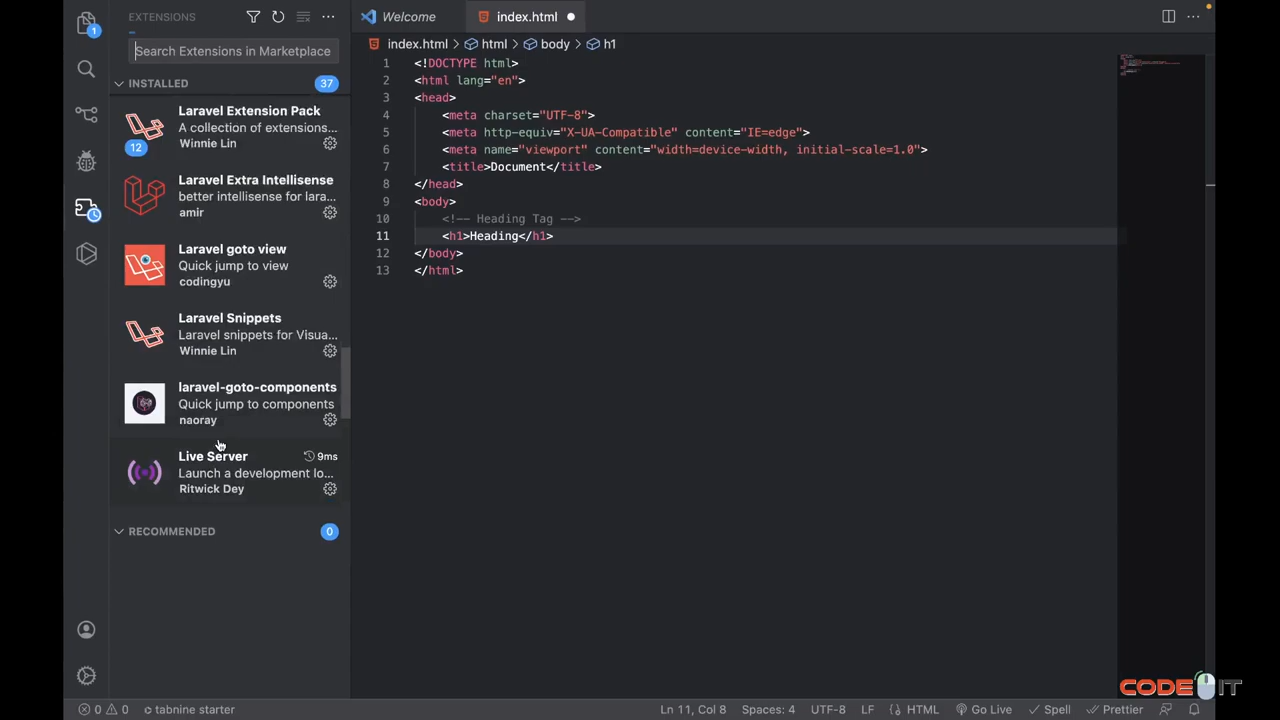 EXTENSIONS
1
Search Extensions in Marketplace
INSTALLED
37
Laravel Extension Pack
A collection of extensions...
Winnie Lin
12
Laravel Extra Intellisense
better intellisense for lara...
amir
Laravel goto view
Quick jump to view
codingyu
Laravel Snippets
Laravel snippets for Visua...
Winnie Lin
laravel-goto-components
Quick jump to components
naoray
Live Server
9ms
Launch a development lo...
Ritwick Dey
RECOMMENDED
0
Welcome
index.html
index.html > html > body > h1
1 <!DOCTYPE html>
2 <html lang="en">
3 <head>
4 <meta charset="UTF-8">
5 <meta http-equiv="X-UA-Compatible" content="IE=edge">
6 <meta name="viewport" content="width=device-width, initial-scale=1.0">
7 <title>Document</title>
8 </head>
9 <body>
10 <!-- Heading Tag -->
11 <h1>Heading</h1>
12 </body>
13 </html>
CODE IT
0 0 tabnine starter Ln 11, Col 8 Spaces: 4 UTF-8 LF HTML Go Live Spell Prettier